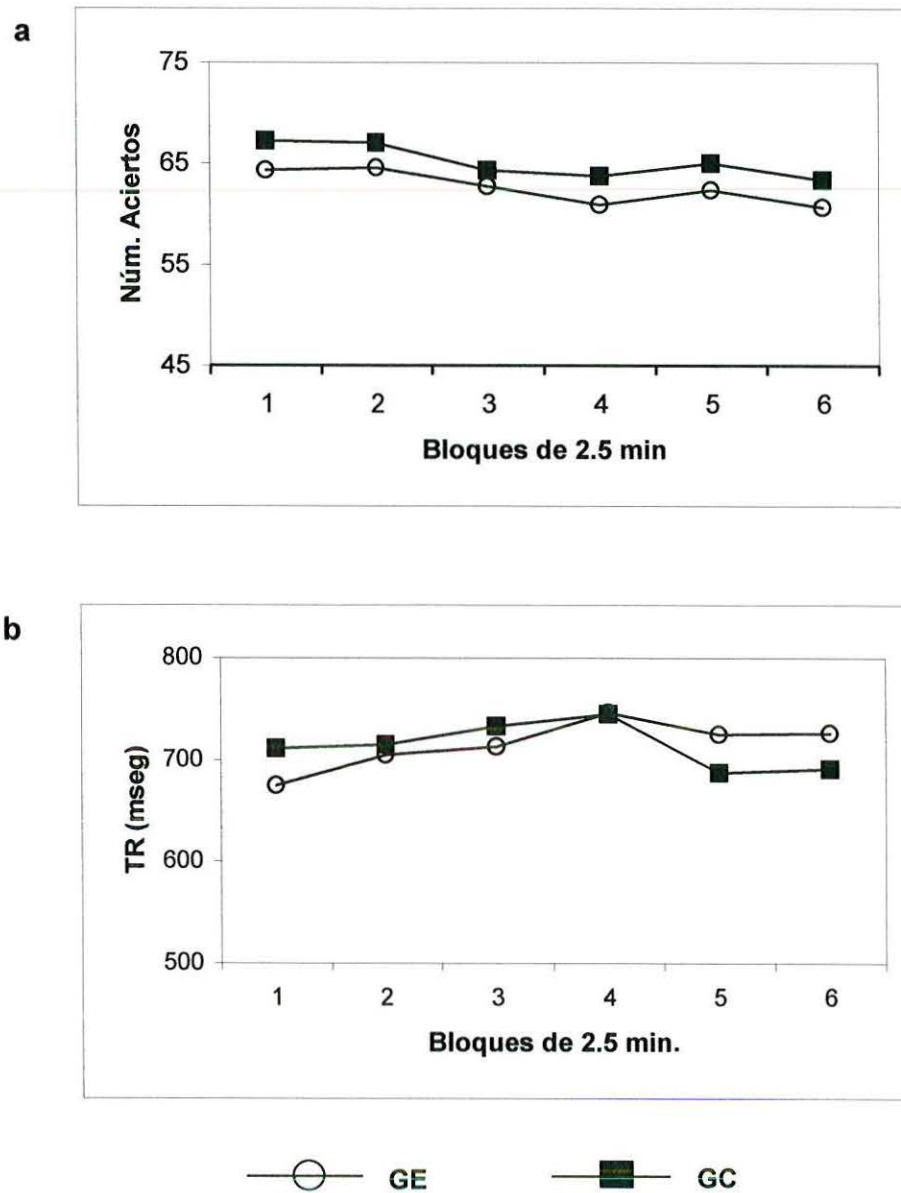 a
75
65
55
45
Núm. Aciertos
1 2 3 4 5 6
Bloques de 2.5 min
b
800
700
600
500
TR (mseg)
1 2 3 4 5 6
Bloques de 2.5 min.
GE GC